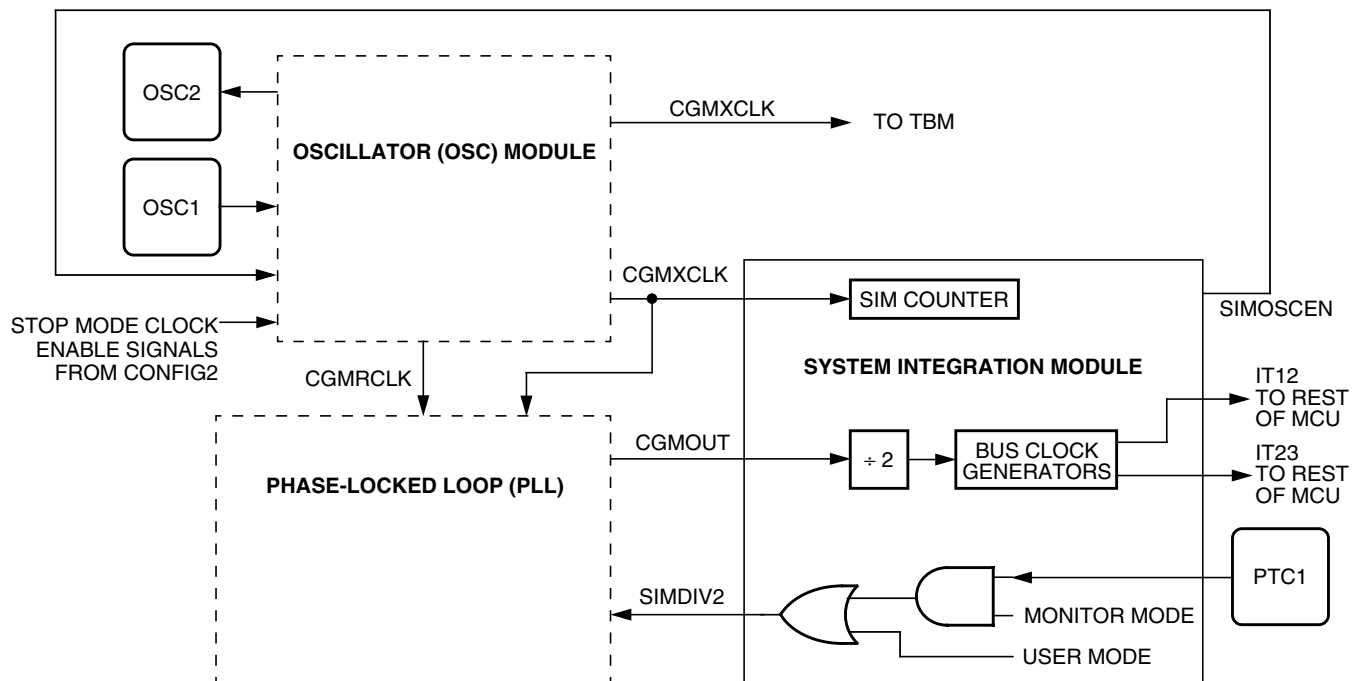 OSC2
CGMXCLK
TO TBM
OSCILLATOR (OSC) MODULE
OSC1
CGMXCLK
SIM COUNTER
SIMOSCEN
STOP MODE CLOCK
ENABLE SIGNALS
FROM CONFIG2
SYSTEM INTEGRATION MODULE
CGMRCLK
IT12
TO REST
OF MCU
CGMOUT
÷ 2
BUS CLOCK
GENERATORS
IT23
TO REST
OF MCU
PHASE-LOCKED LOOP (PLL)
PTC1
SIMDIV2
MONITOR MODE
USER MODE